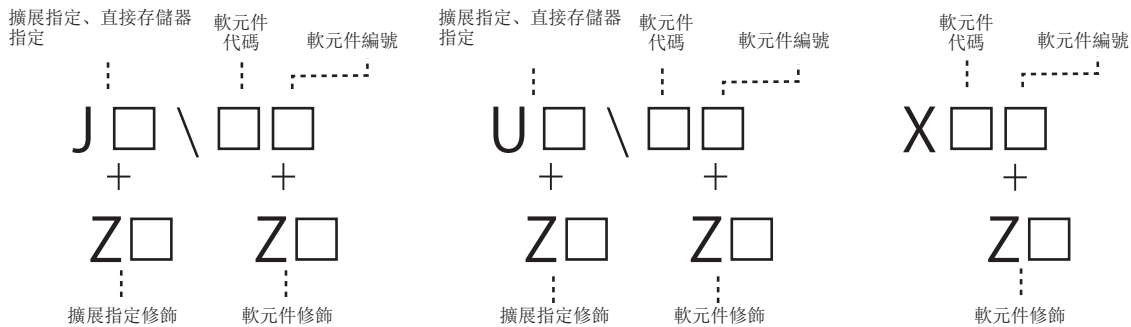 擴展指定、直接存儲器
指定
軟元件
代碼
軟元件編號
J□\□□
+ +
Z□ Z□
擴展指定修飾 軟元件修飾
擴展指定、直接存儲器
指定
軟元件
代碼
軟元件編號
U□\□□
+ +
Z□ Z□
擴展指定修飾 軟元件修飾
軟元件
代碼
軟元件編號
X□□
+
Z□
軟元件修飾